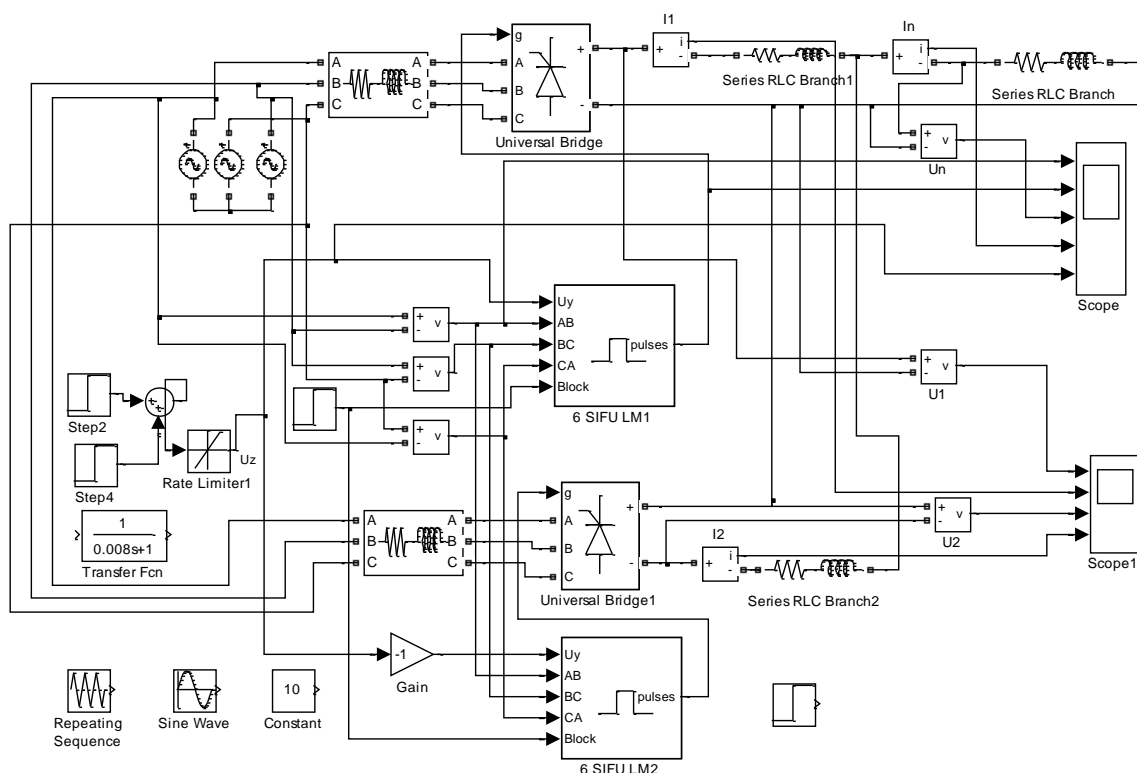 I1
In
g
A
B
C
A
B
C
A
B
C
+
-
+
i
-
+
i
-
Series RLC Branch1
Series RLC Branch
Universal Bridge
+
-
v
Un
Scope
Uy
AB
BC
CA
Block
pulses
6 SIFU LM1
+
-
v
+
-
v
+
-
v
+
-
v
U1
Step2
Step4
Uz
Rate Limiter1
1
0.008s+1
Transfer Fcn
A
B
C
A
B
C
g
A
B
C
+
-
Universal Bridge1
I2
+
i
-
Series RLC Branch2
+
-
v
U2
Scope1
-1
Gain
Uy
AB
BC
CA
Block
pulses
6 SIFU LM2
Repeating
Sequence
Sine Wave
10
Constant